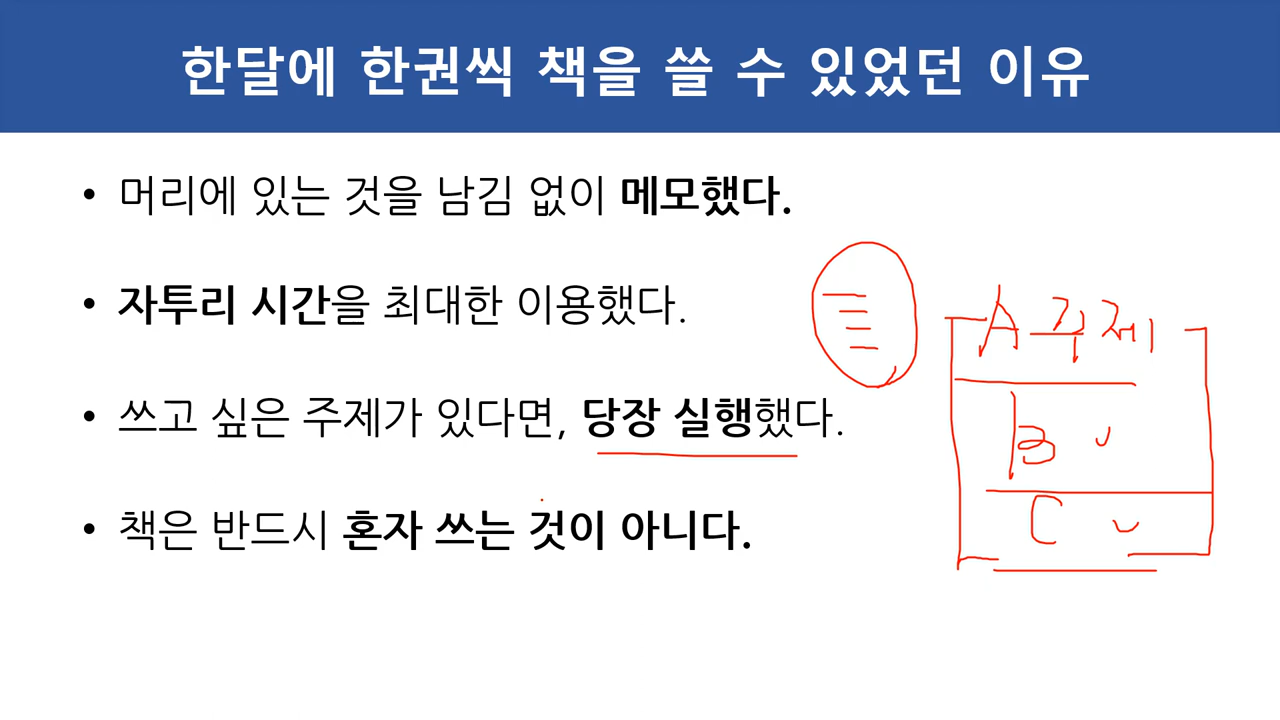 한달에 한권씩 책을 쓸 수 있었던 이유
• 머리에 있는 것을 남김 없이 메모했다.
• 자투리 시간을 최대한 이용했다.
• 쓰고 싶은 주제가 있다면, 당장 실행했다.
• 책은 반드시 혼자 쓰는 것이 아니다.
A 주제
B
C